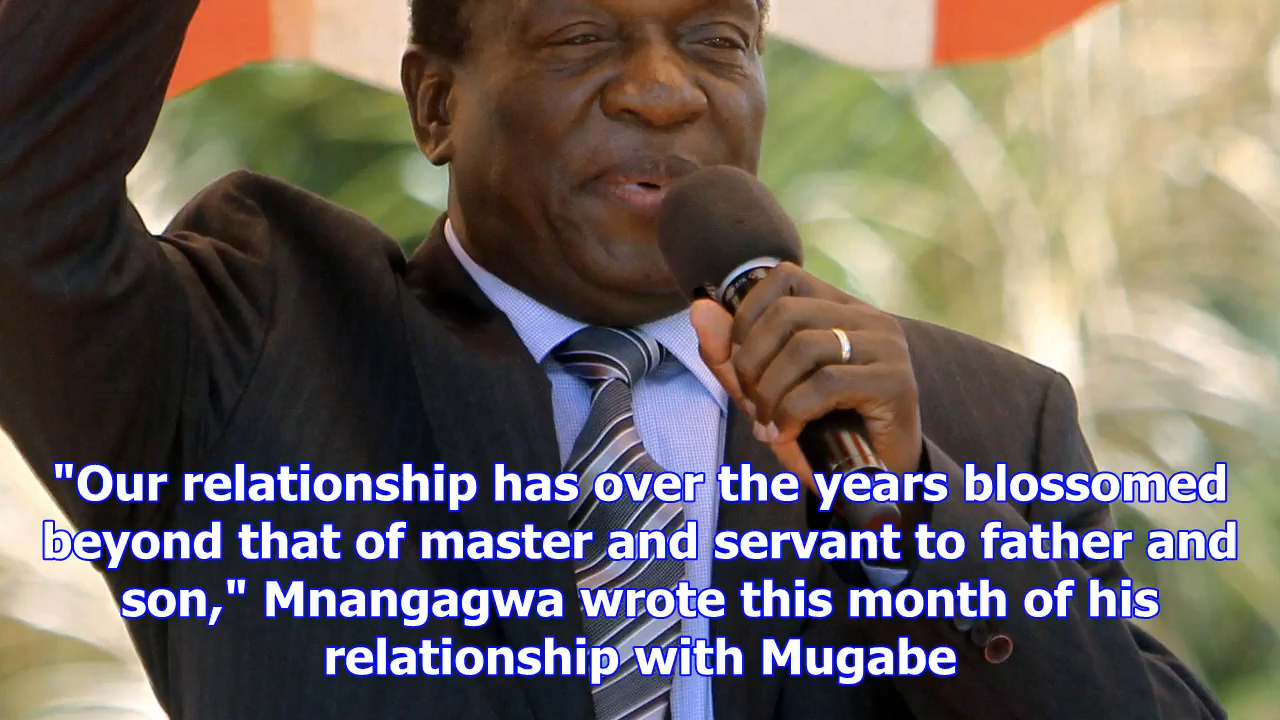 "Our relationship has over the years blossomed
beyond that of master and servant to father and
son," Mnangagwa wrote this month of his
relationship with Mugabe